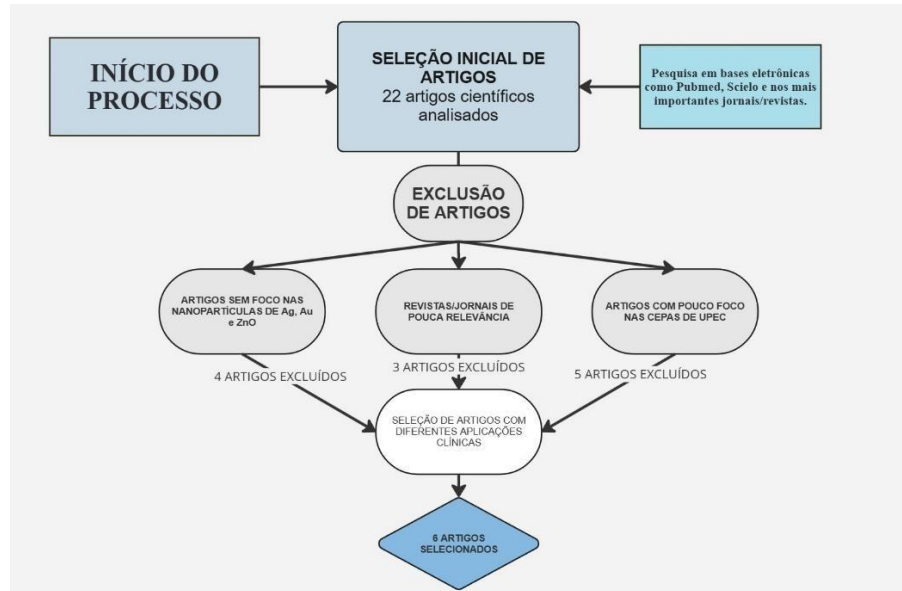 INÍCIO DO
PROCESSO
SELEÇÃO INICIAL DE
ARTIGOS
22 artigos científicos
analisados
Pesquisa em bases eletrônicas
como Pubmed, Scielo e nos mais
importantes jornais/revistas.
EXCLUSÃO
DE ARTIGOS
ARTIGOS SEM FOCO NAS
NANOPARTÍCULAS DE Ag, Au
e ZnO
REVISTAS/JORNAIS DE
POUCA RELEVÂNCIA
ARTIGOS COM POUCO FOCO
NAS CEPAS DE UPEC
4 ARTIGOS EXCLUÍDOS
3 ARTIGOS EXCLUÍDOS
5 ARTIGOS EXCLUÍDOS
SELEÇÃO DE ARTIGOS COM
DIFERENTES APLICAÇÕES
CLÍNICAS
6 ARTIGOS
SELECIONADOS